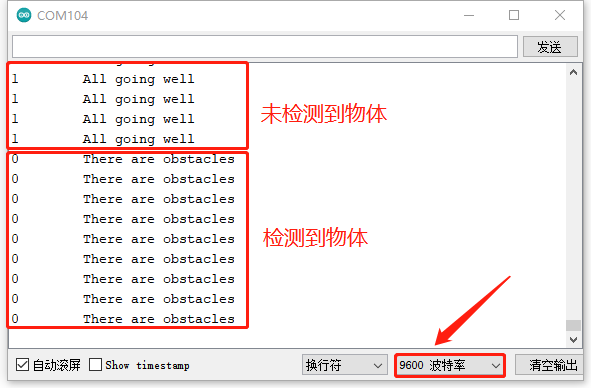 COM104
发送
1 All going well
1 All going well
1 All going well
1 All going well
未检测到物体
0 There are obstacles
0 There are obstacles
0 There are obstacles
0 There are obstacles
0 There are obstacles
检测到物体
0 There are obstacles
0 There are obstacles
0 There are obstacles
0 There are obstacles
自动滚屏 Show timestamp 换行符 9600 波特率 清空输出